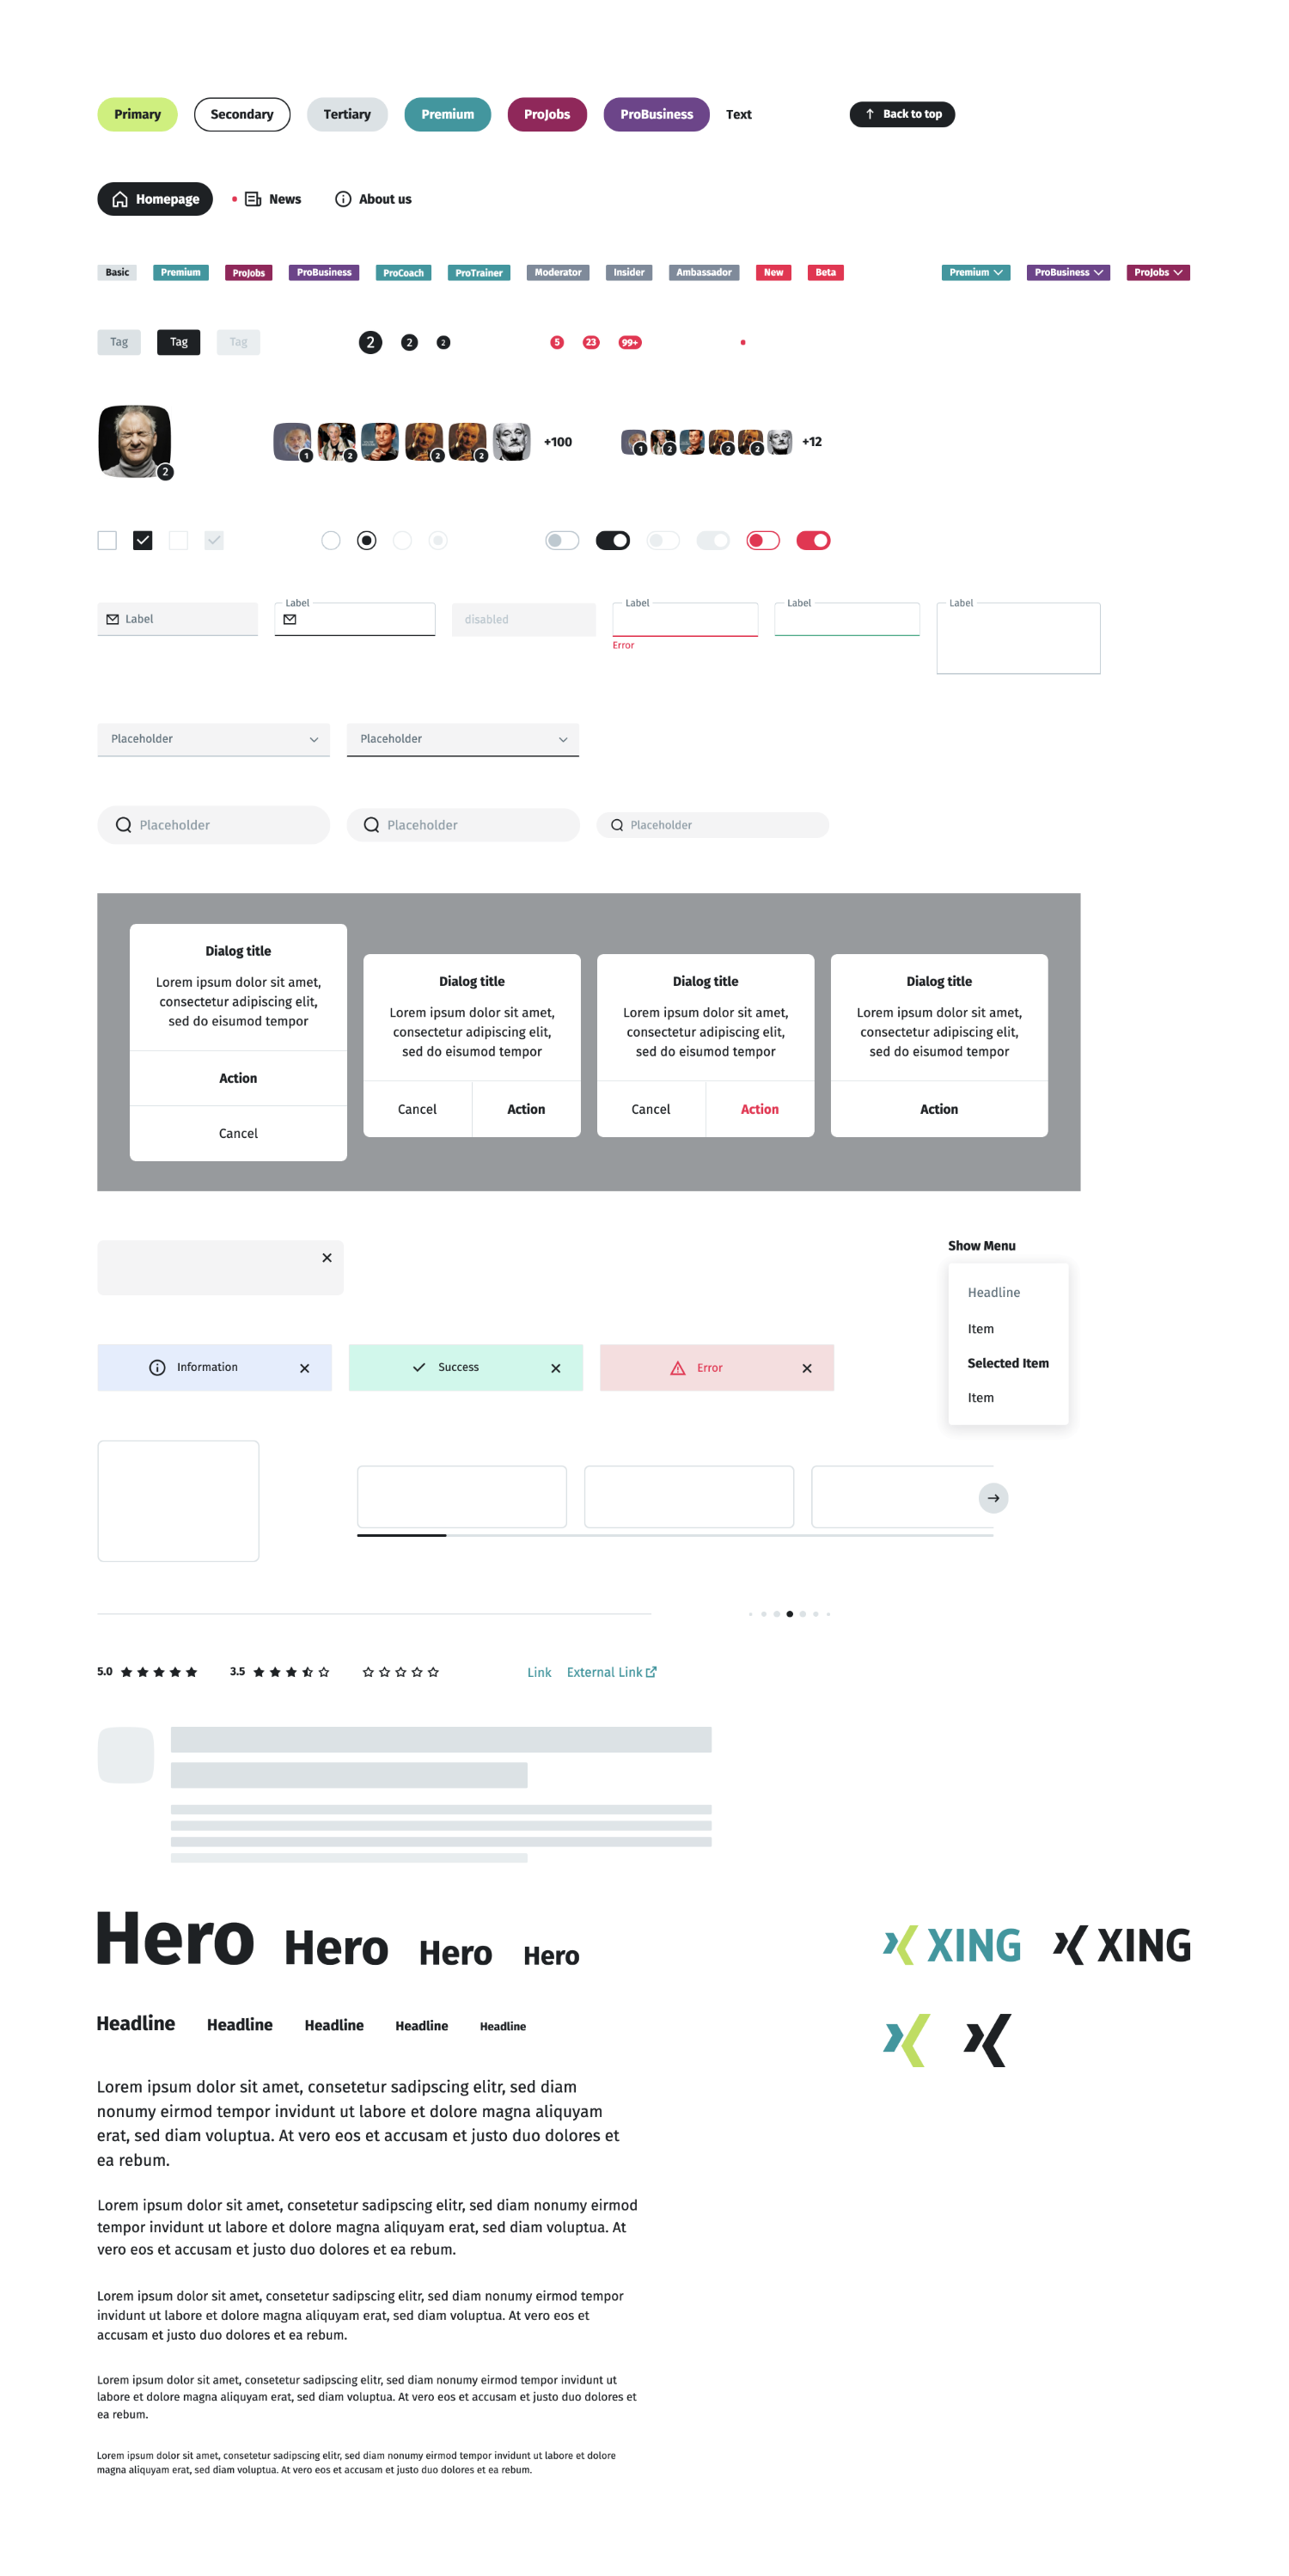 Primary Secondary Tertiary Premium ProJobs ProBusiness Text Back to top
Homepage News About us
Basic Premium ProJobs ProBusiness ProCoach ProTrainer Moderator Insider Ambassador New Beta Premium ProBusiness ProJobs
Tag Tag Tag 2 2 2 5 23 99+
2 1 2 2 2 +100 1 2 2 2 +12
Label Label disabled Label Label Label
Error
Placeholder Placeholder
Placeholder Placeholder Placeholder
Dialog title
Lorem ipsum dolor sit amet,
consectetur adipiscing elit,
sed do eisumod tempor
Action
Cancel
Dialog title
Lorem ipsum dolor sit amet,
consectetur adipiscing elit,
sed do eisumod tempor
Cancel Action
Dialog title
Lorem ipsum dolor sit amet,
consectetur adipiscing elit,
sed do eisumod tempor
Cancel Action
Dialog title
Lorem ipsum dolor sit amet,
consectetur adipiscing elit,
sed do eisumod tempor
Action
Show Menu
Headline
Item
Selected Item
Item
Information Success Error
5.0 3.5 Link External Link
Hero Hero Hero Hero
XING XING
Headline Headline Headline Headline Headline
Lorem ipsum dolor sit amet, consetetur sadipscing elitr, sed diam
nonumy eirmod tempor invidunt ut labore et dolore magna aliquyam
erat, sed diam voluptua. At vero eos et accusam et justo duo dolores et
ea rebum.
Lorem ipsum dolor sit amet, consetetur sadipscing elitr, sed diam nonumy eirmod
tempor invidunt ut labore et dolore magna aliquyam erat, sed diam voluptua. At
vero eos et accusam et justo duo dolores et ea rebum.
Lorem ipsum dolor sit amet, consetetur sadipscing elitr, sed diam nonumy eirmod tempor
invidunt ut labore et dolore magna aliquyam erat, sed diam voluptua. At vero eos et
accusam et justo duo dolores et ea rebum.
Lorem ipsum dolor sit amet, consetetur sadipscing elitr, sed diam nonumy eirmod tempor invidunt ut
labore et dolore magna aliquyam erat, sed diam voluptua. At vero eos et accusam et justo duo dolores et
ea rebum.
Lorem ipsum dolor sit amet, consetetur sadipscing elitr, sed diam nonumy eirmod tempor invidunt ut labore et dolore
magna aliquyam erat, sed diam voluptua. At vero eos et accusam et justo duo dolores et ea rebum.